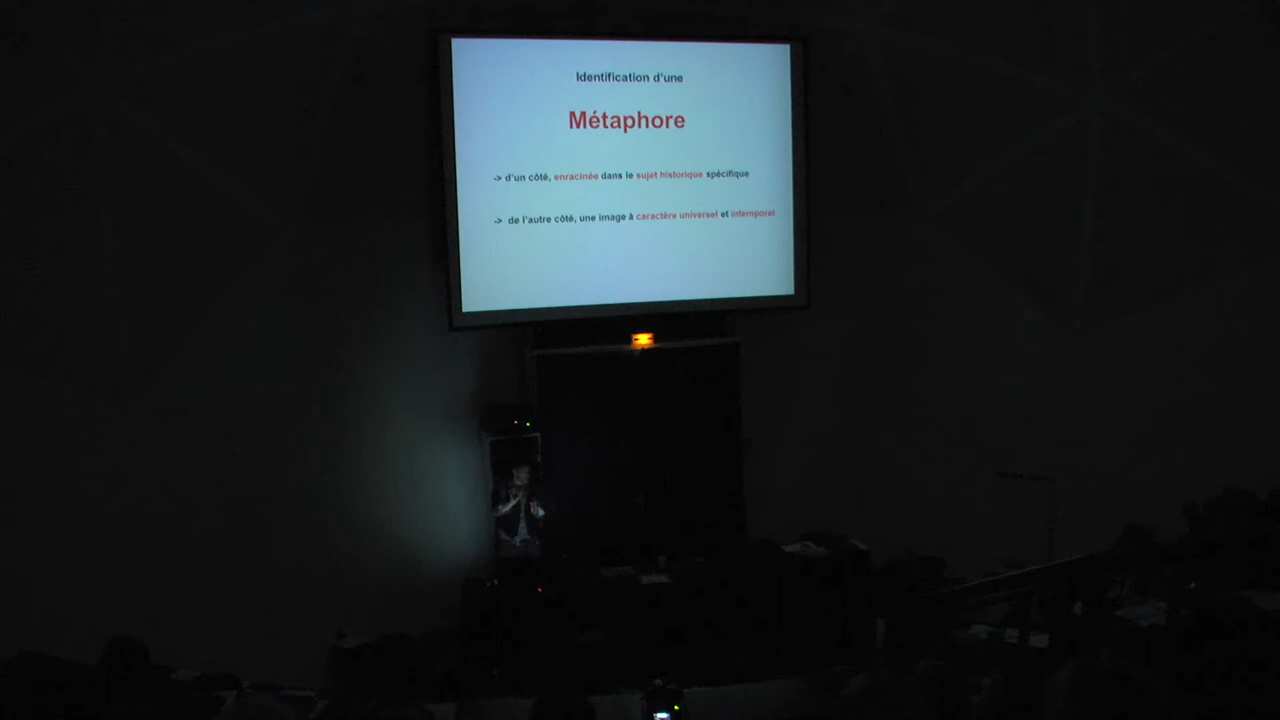 Identification d'une
Métaphore
-> d'un côté, enracinée dans le sujet historique spécifique
-> de l'autre côté, une image à caractère universel et intemporel